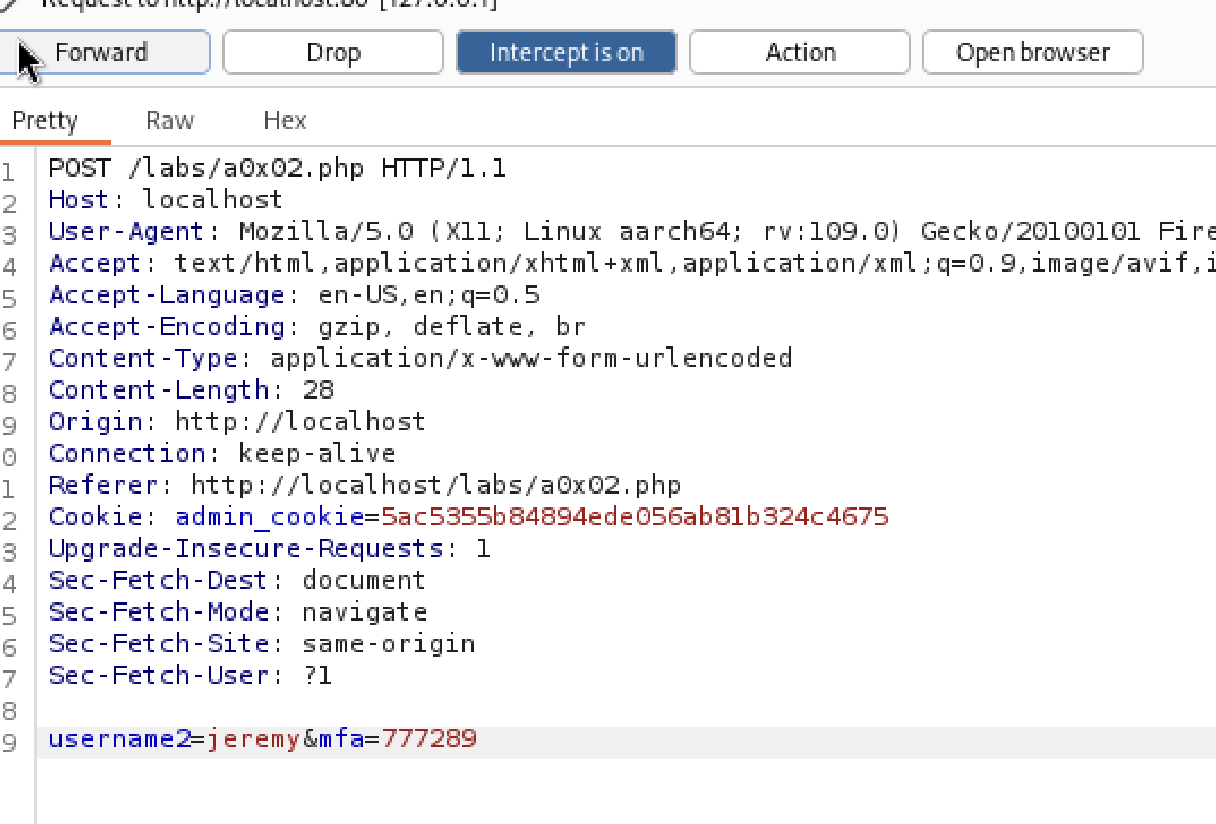 Request to http://localhost:80 [127.0.0.1]
Forward Drop Intercept is on Action Open browser
Pretty Raw Hex
1 POST /labs/a0x02.php HTTP/1.1
2 Host: localhost
3 User-Agent: Mozilla/5.0 (X11; Linux aarch64; rv:109.0) Gecko/20100101 Fire
4 Accept: text/html,application/xhtml+xml,application/xml;q=0.9,image/avif,i
5 Accept-Language: en-US,en;q=0.5
6 Accept-Encoding: gzip, deflate, br
7 Content-Type: application/x-www-form-urlencoded
8 Content-Length: 28
9 Origin: http://localhost
0 Connection: keep-alive
1 Referer: http://localhost/labs/a0x02.php
2 Cookie: admin_cookie=5ac5355b84894ede056ab81b324c4675
3 Upgrade-Insecure-Requests: 1
4 Sec-Fetch-Dest: document
5 Sec-Fetch-Mode: navigate
6 Sec-Fetch-Site: same-origin
7 Sec-Fetch-User: ?1
8
9 username2=jeremy&mfa=777289